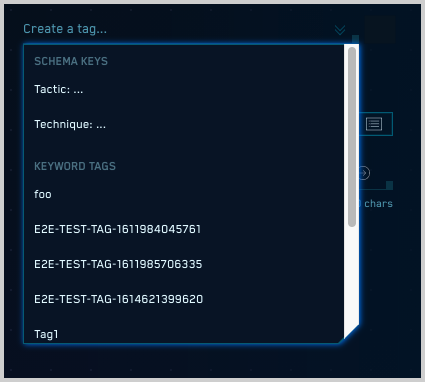 Create a tag...
SCHEMA KEYS
Tactic: ...
Technique: ...
KEYWORD TAGS
foo
chars
E2E-TEST-TAG-1611984045761
E2E-TEST-TAG-1611985706335
E2E-TEST-TAG-1614621399620
Tag1